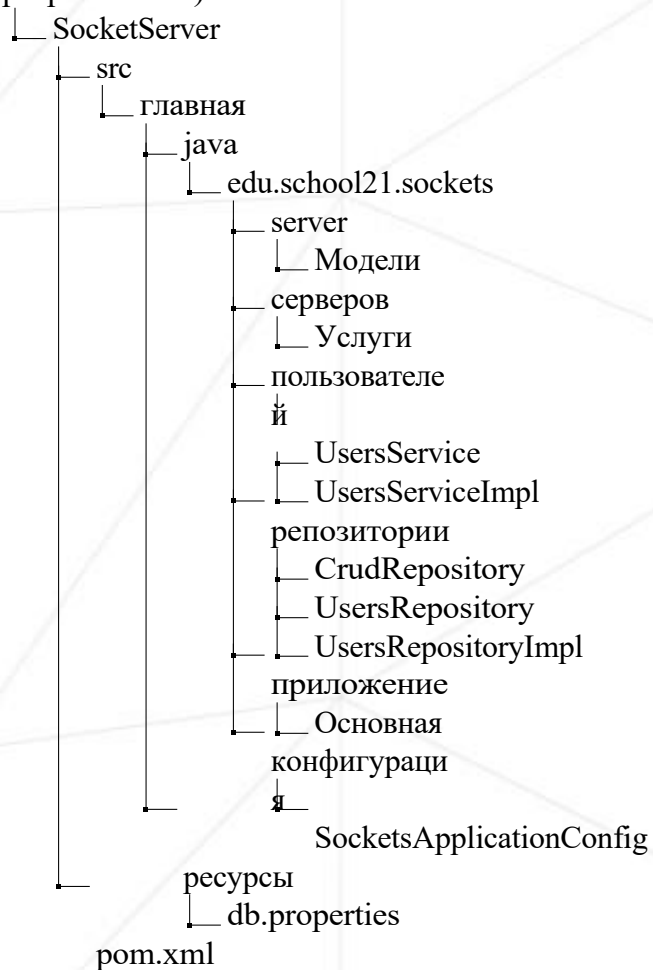 SocketServer
src
главная
java
edu.school21.sockets
server
Модели
серверов
Услуги
пользователе
й
UsersService
UsersServiceImpl
репозитории
CrudRepository
UsersRepository
UsersRepositoryImpl
приложение
Основная
конфигураци
я
SocketsApplicationConfig
ресурсы
db.properties
pom.xml